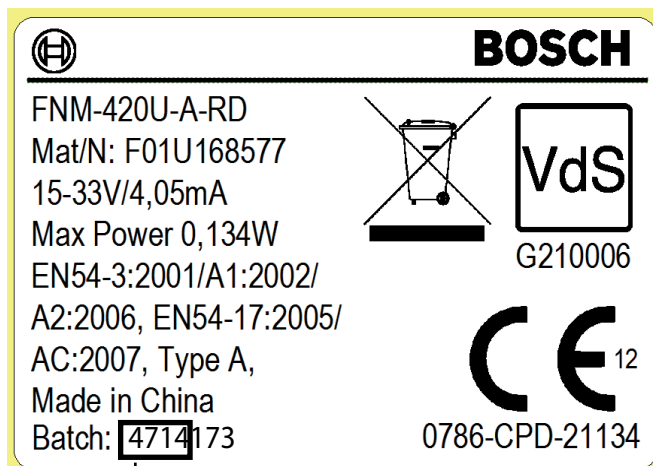 BOSCH
FNM-420U-A-RD
Mat/N: F01U168577
15-33V/4,05mA
Max Power 0,134W
EN54-3:2001/A1:2002/
A2:2006, EN54-17:2005/
AC:2007, Type A,
Made in China
Batch: 4714173
VdS
G210006
CE 12
0786-CPD-21134